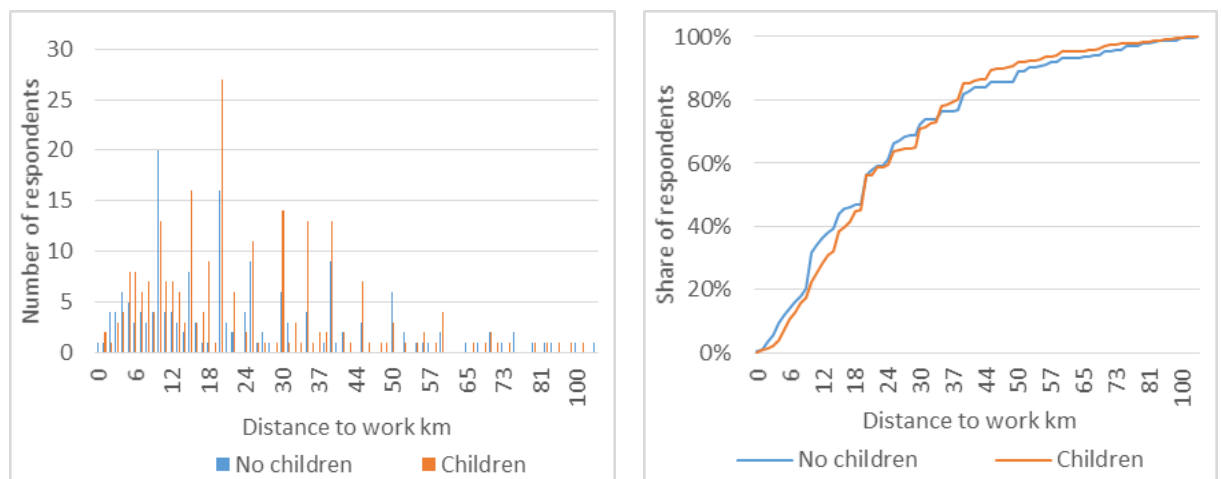 Number of respondents
30
25
20
15
10
5
0
0 6 12 18 24 30 37 44 50 57 65 73 81 100
Distance to work km
No children Children
Share of respondents
100%
80%
60%
40%
20%
0%
0 6 12 18 24 30 37 44 50 57 65 73 81 100
Distance to work km
No children Children